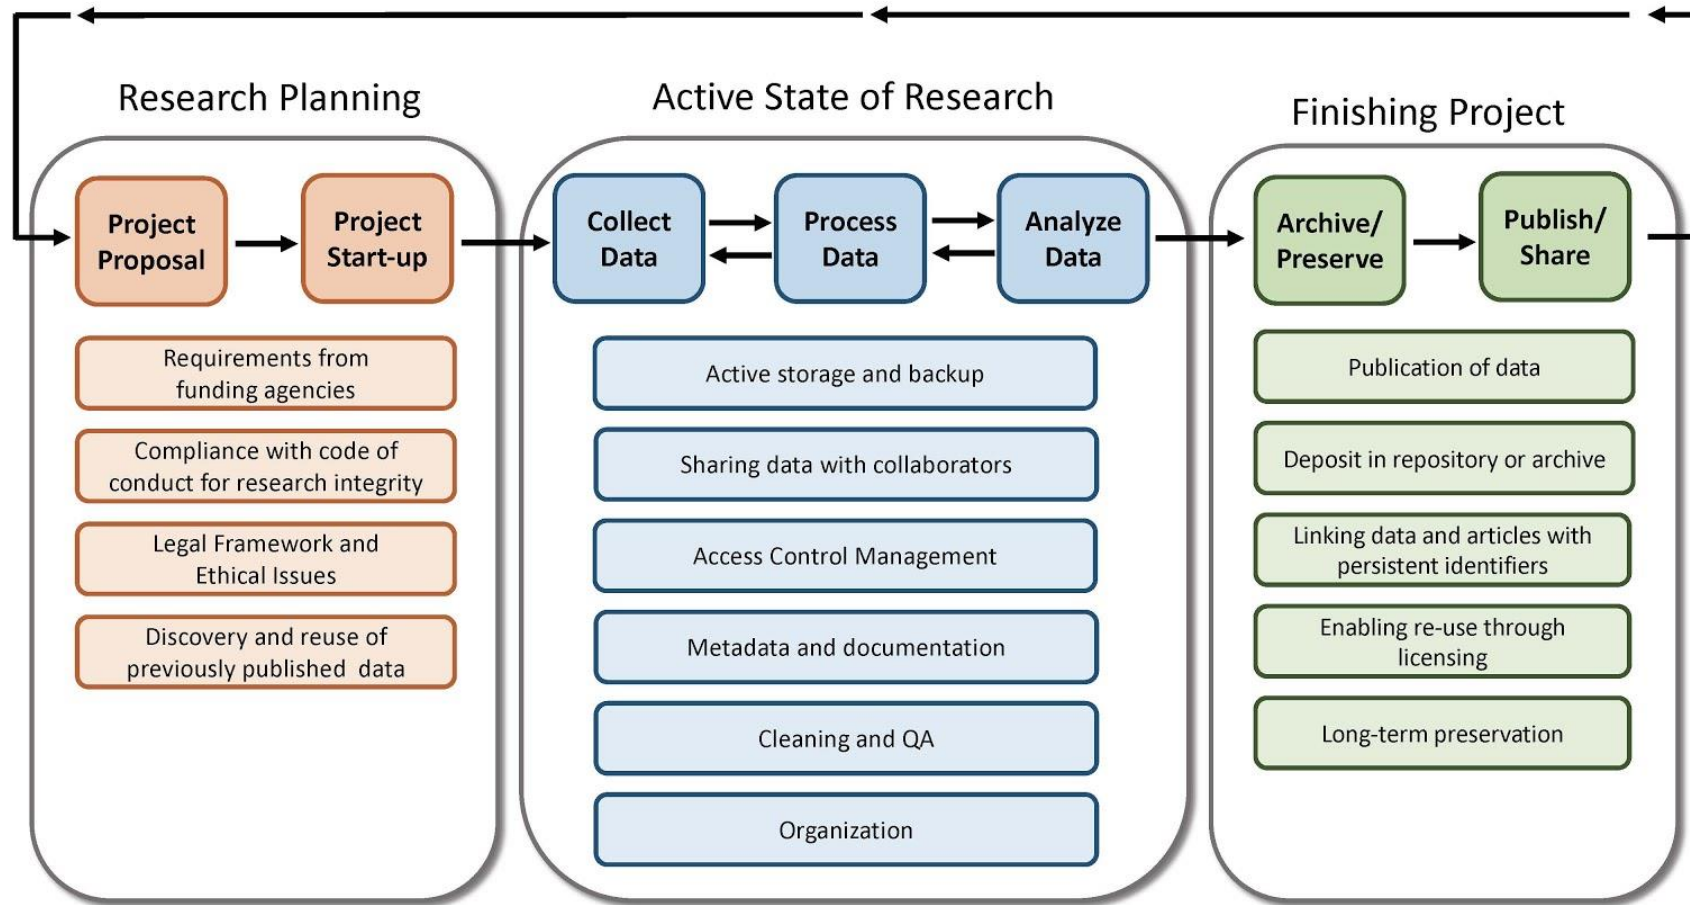 Research Planning
Project
Proposal
Project
Start-up
Requirements from
funding agencies
Compliance with code of
conduct for research integrity
Legal Framework and
Ethical Issues
Discovery and reuse of
previously published data
Active State of Research
Collect
Data
Process
Data
Analyze
Data
Active storage and backup
Sharing data with collaborators
Access Control Management
Metadata and documentation
Cleaning and QA
Organization
Finishing Project
Archive/
Preserve
Publish/
Share
Publication of data
Deposit in repository or archive
Linking data and articles with
persistent identifiers
Enabling re-use through
licensing
Long-term preservation